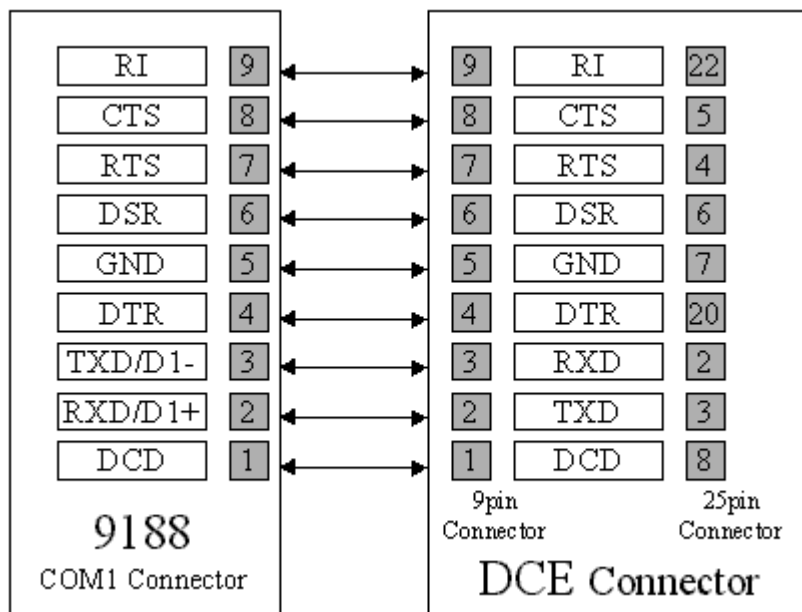 RI 9 9 RI 22
CTS 8 8 CTS 5
RTS 7 7 RTS 4
DSR 6 6 DSR 6
GND 5 5 GND 7
DTR 4 4 DTR 20
TXD/D1- 3 3 RXD 2
RXD/D1+ 2 2 TXD 3
DCD 1 1 DCD 8
9pin Connector
25pin Connector
9188
COM1 Connector
DCE Connector